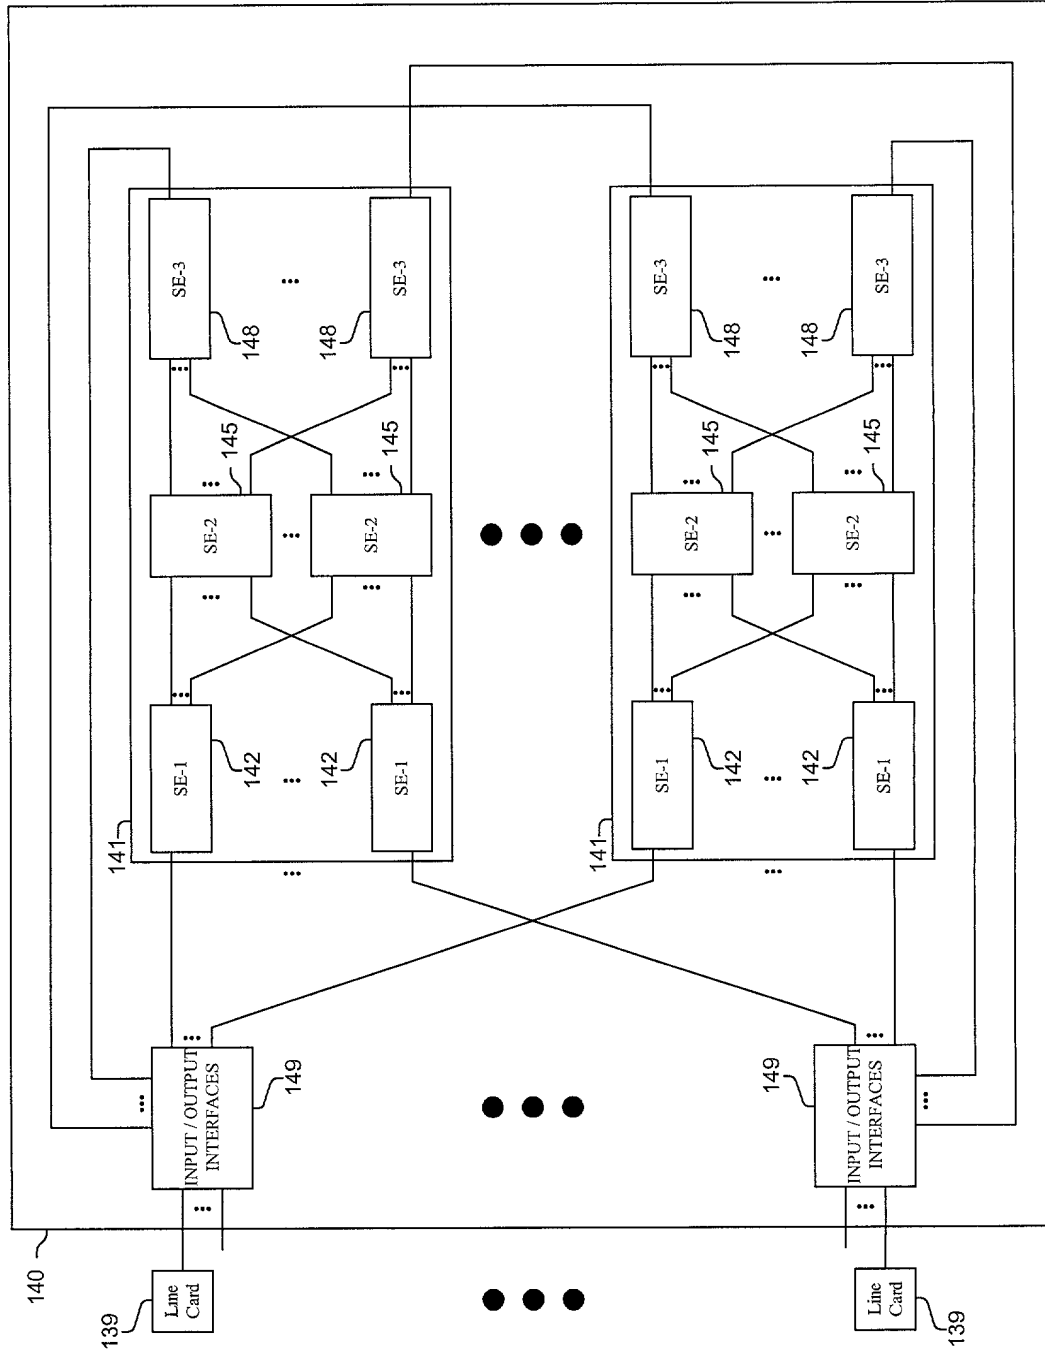 140
139
Line
Card
INPUT / OUTPUT
INTERFACES
149
141
SE-1
142
SE-2
145
SE-3
148
142
SE-1
SE-2
145
148
SE-3
141
SE-1
142
SE-2
145
SE-3
148
142
SE-1
SE-2
145
148
SE-3
149
INPUT / OUTPUT
INTERFACES
Line
Card
139